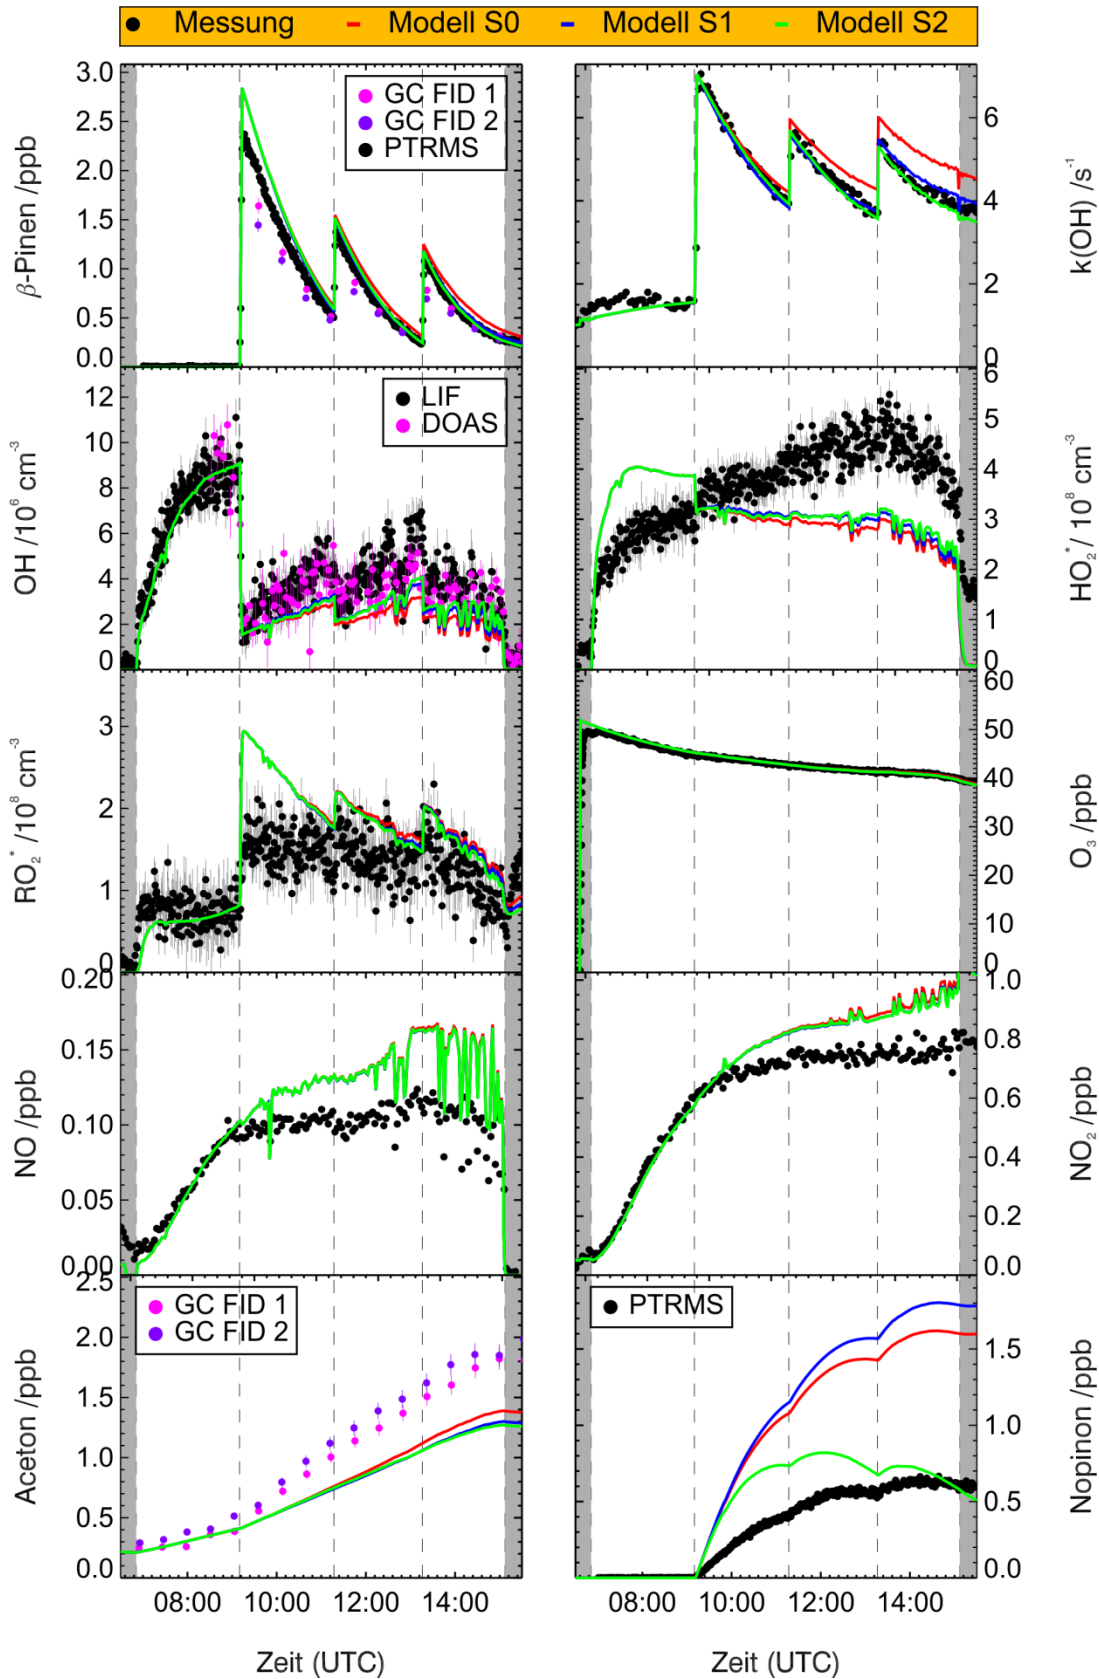 Messung Modell S0 Modell S1 Modell S2
3.0
2.5
2.0
1.5
1.0
0.5
0.0
β-Pinen /ppb
GC FID 1
GC FID 2
PTRMS
6
4
2
0
k(OH) /s⁻¹
12
10
8
6
4
2
0
OH /10⁶ cm⁻³
LIF
DOAS
6
5
4
3
2
1
0
HO₂* / 10⁸ cm⁻³
3
2
1
RO₂* /10⁸ cm⁻³
60
50
40
30
20
10
0
O₃ /ppb
0.20
0.15
0.10
0.05
0.00
NO /ppb
1.0
0.8
0.6
0.4
0.2
0.0
NO₂ /ppb
2.5
2.0
1.5
1.0
0.5
0.0
Aceton /ppb
GC FID 1
GC FID 2
PTRMS
1.5
1.0
0.5
0.0
Nopinon /ppb
08:00 10:00 12:00 14:00
08:00 10:00 12:00 14:00
Zeit (UTC)
Zeit (UTC)